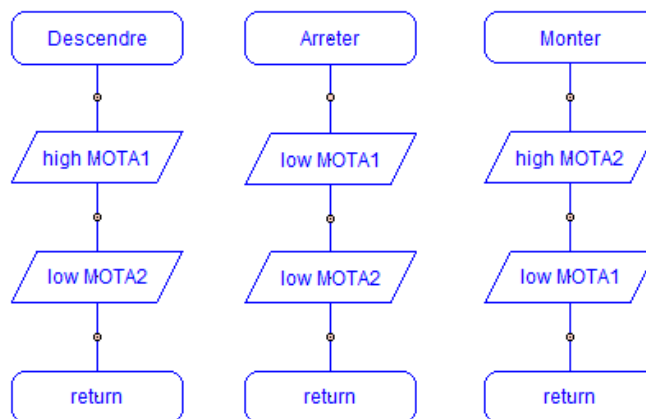 Descendre
high MOTA1
low MOTA2
return
Arreter
low MOTA1
low MOTA2
return
Monter
high MOTA2
low MOTA1
return